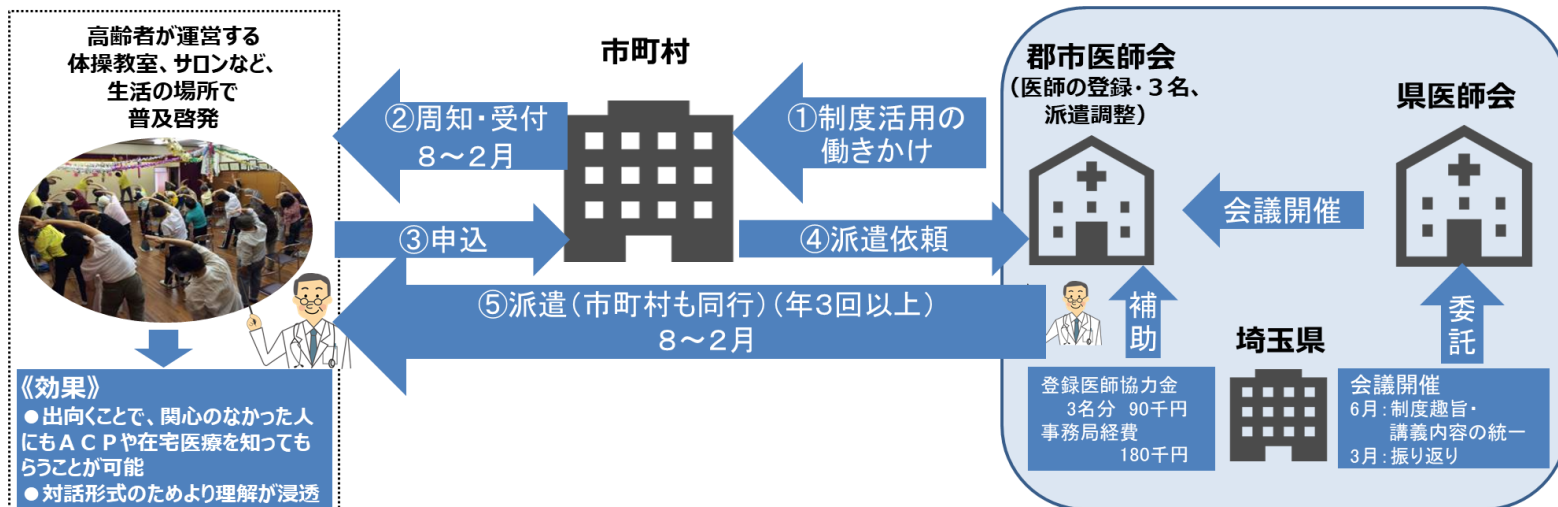 高齢者が運営する
体操教室、サロンなど、
生活の場所で
普及啓発
《効果》
●出向くことで、関心のなかった人
にもＡＣＰや在宅医療を知っても
らうことが可能
●対話形式のためより理解が浸透
市町村
②周知・受付
８～２月
①制度活用の
働きかけ
③申込
④派遣依頼
⑤派遣（市町村も同行）（年３回以上）
８～２月
郡市医師会
（医師の登録・３名、
派遣調整）
県医師会
会議開催
補助
委託
埼玉県
登録医師協力金
3名分 90千円
事務局経費
180千円
会議開催
6月：制度趣旨・
講義内容の統一
3月：振り返り